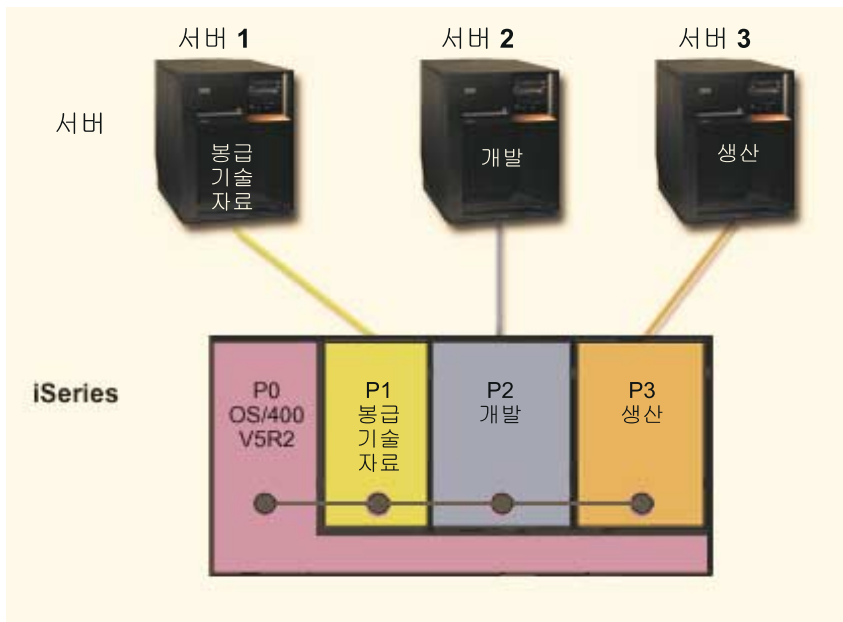 서버 1
서버 2
서버 3
서버
봉급
기술
자료
개발
생산
iSeries
P0
OS/400
V5R2
P1
봉급
기술
자료
P2
개발
P3
생산